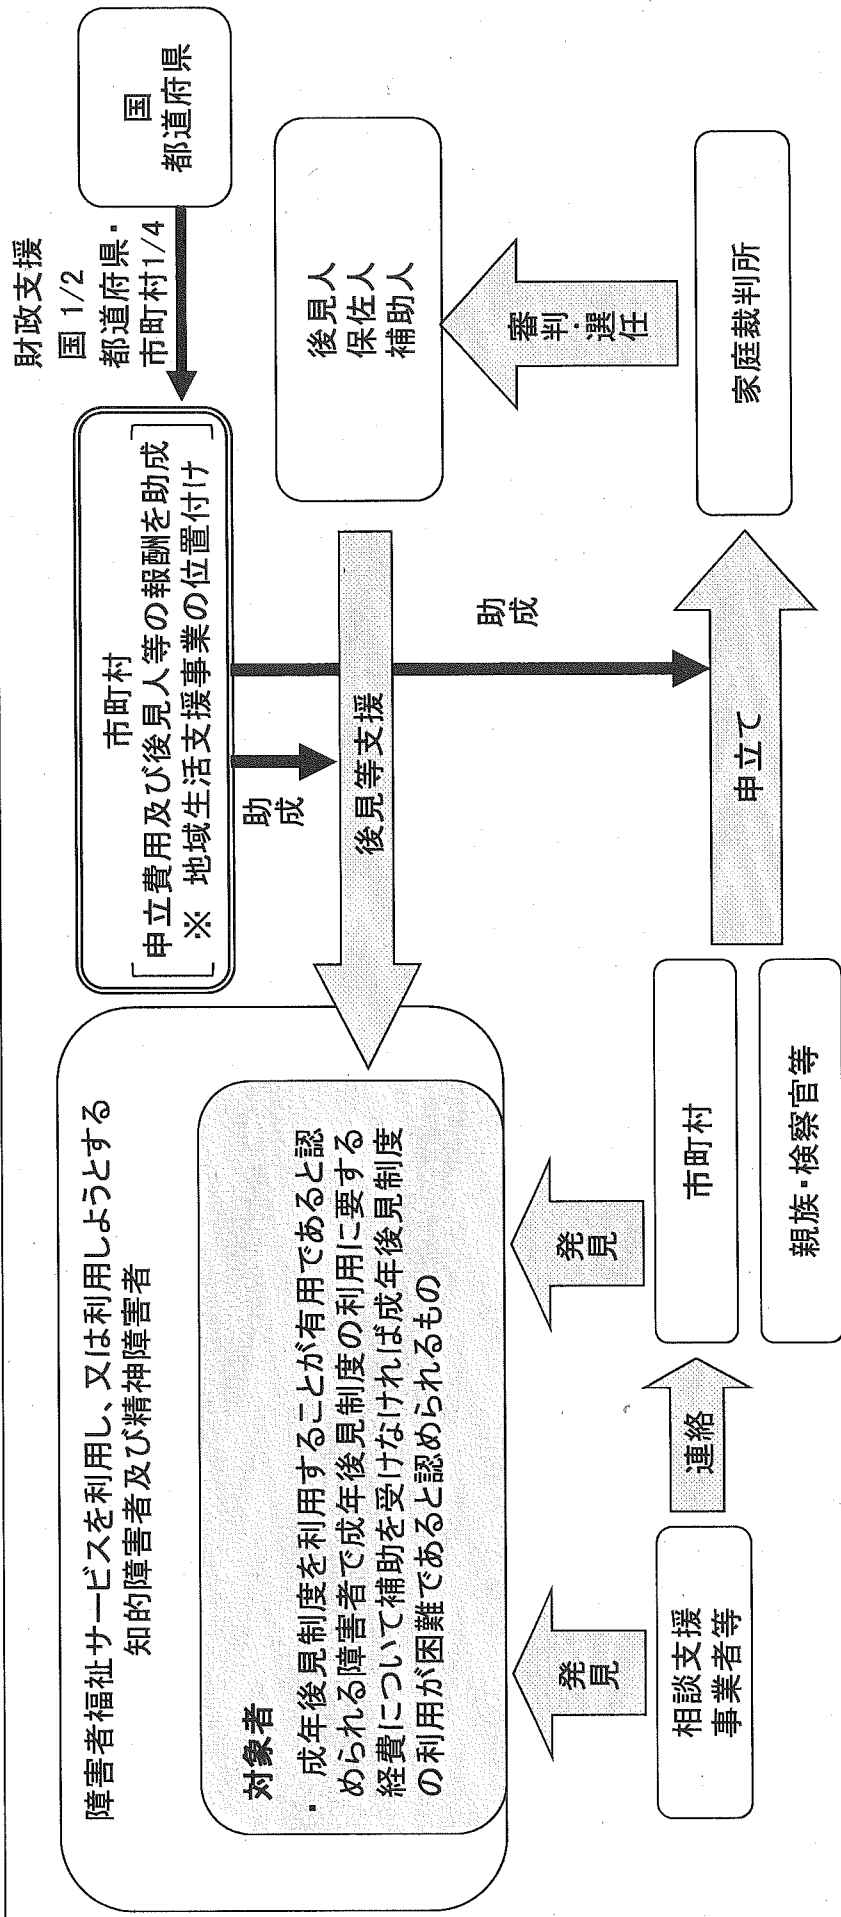 障害者福祉サービスを利用し、又は利用しようとする
知的障害者及び精神障害者
対象者
・ 成年後見制度を利用することが有用であると認
められる障害者で成年後見制度の利用に要する
経費について補助を受けなければ成年後見制度
の利用が困難であると認められるもの
市町村
申立費用及び後見人等の報酬を助成
※ 地域生活支援事業の位置付け
財政支援
国 1/2
都道府県・
市町村1/4
国
都道府県
助
成
後見等支援
助
成
後見人
保佐人
補助人
審
判・選
任
家庭裁判所
申立て
発
見
発
見
相談支援
事業者等
連絡
市町村
親族・検察官等